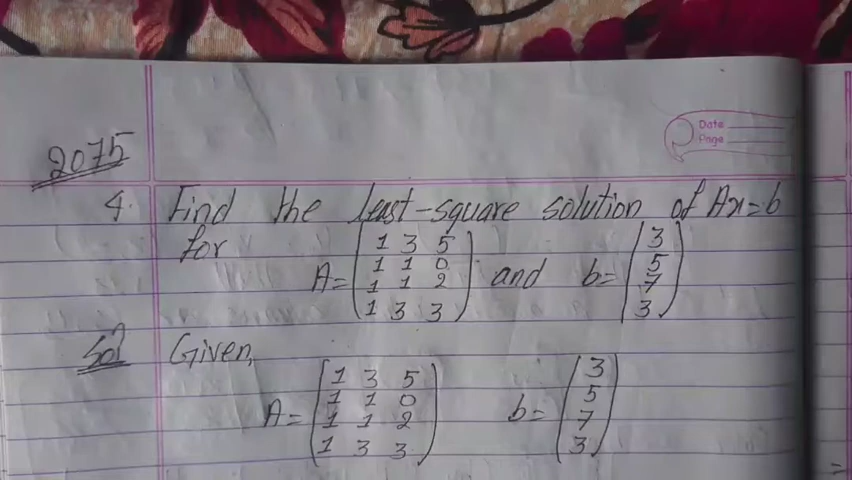 Date
Page
2075
4. Find the least-square solution of Ax=b
for
A = (1 3 5
1 1 0
1 1 2
1 3 3) and b = (3
5
7
3)
Solⁿ Given,
A = (1 3 5
1 1 0
1 1 2
1 3 3) b = (3
5
7
3)